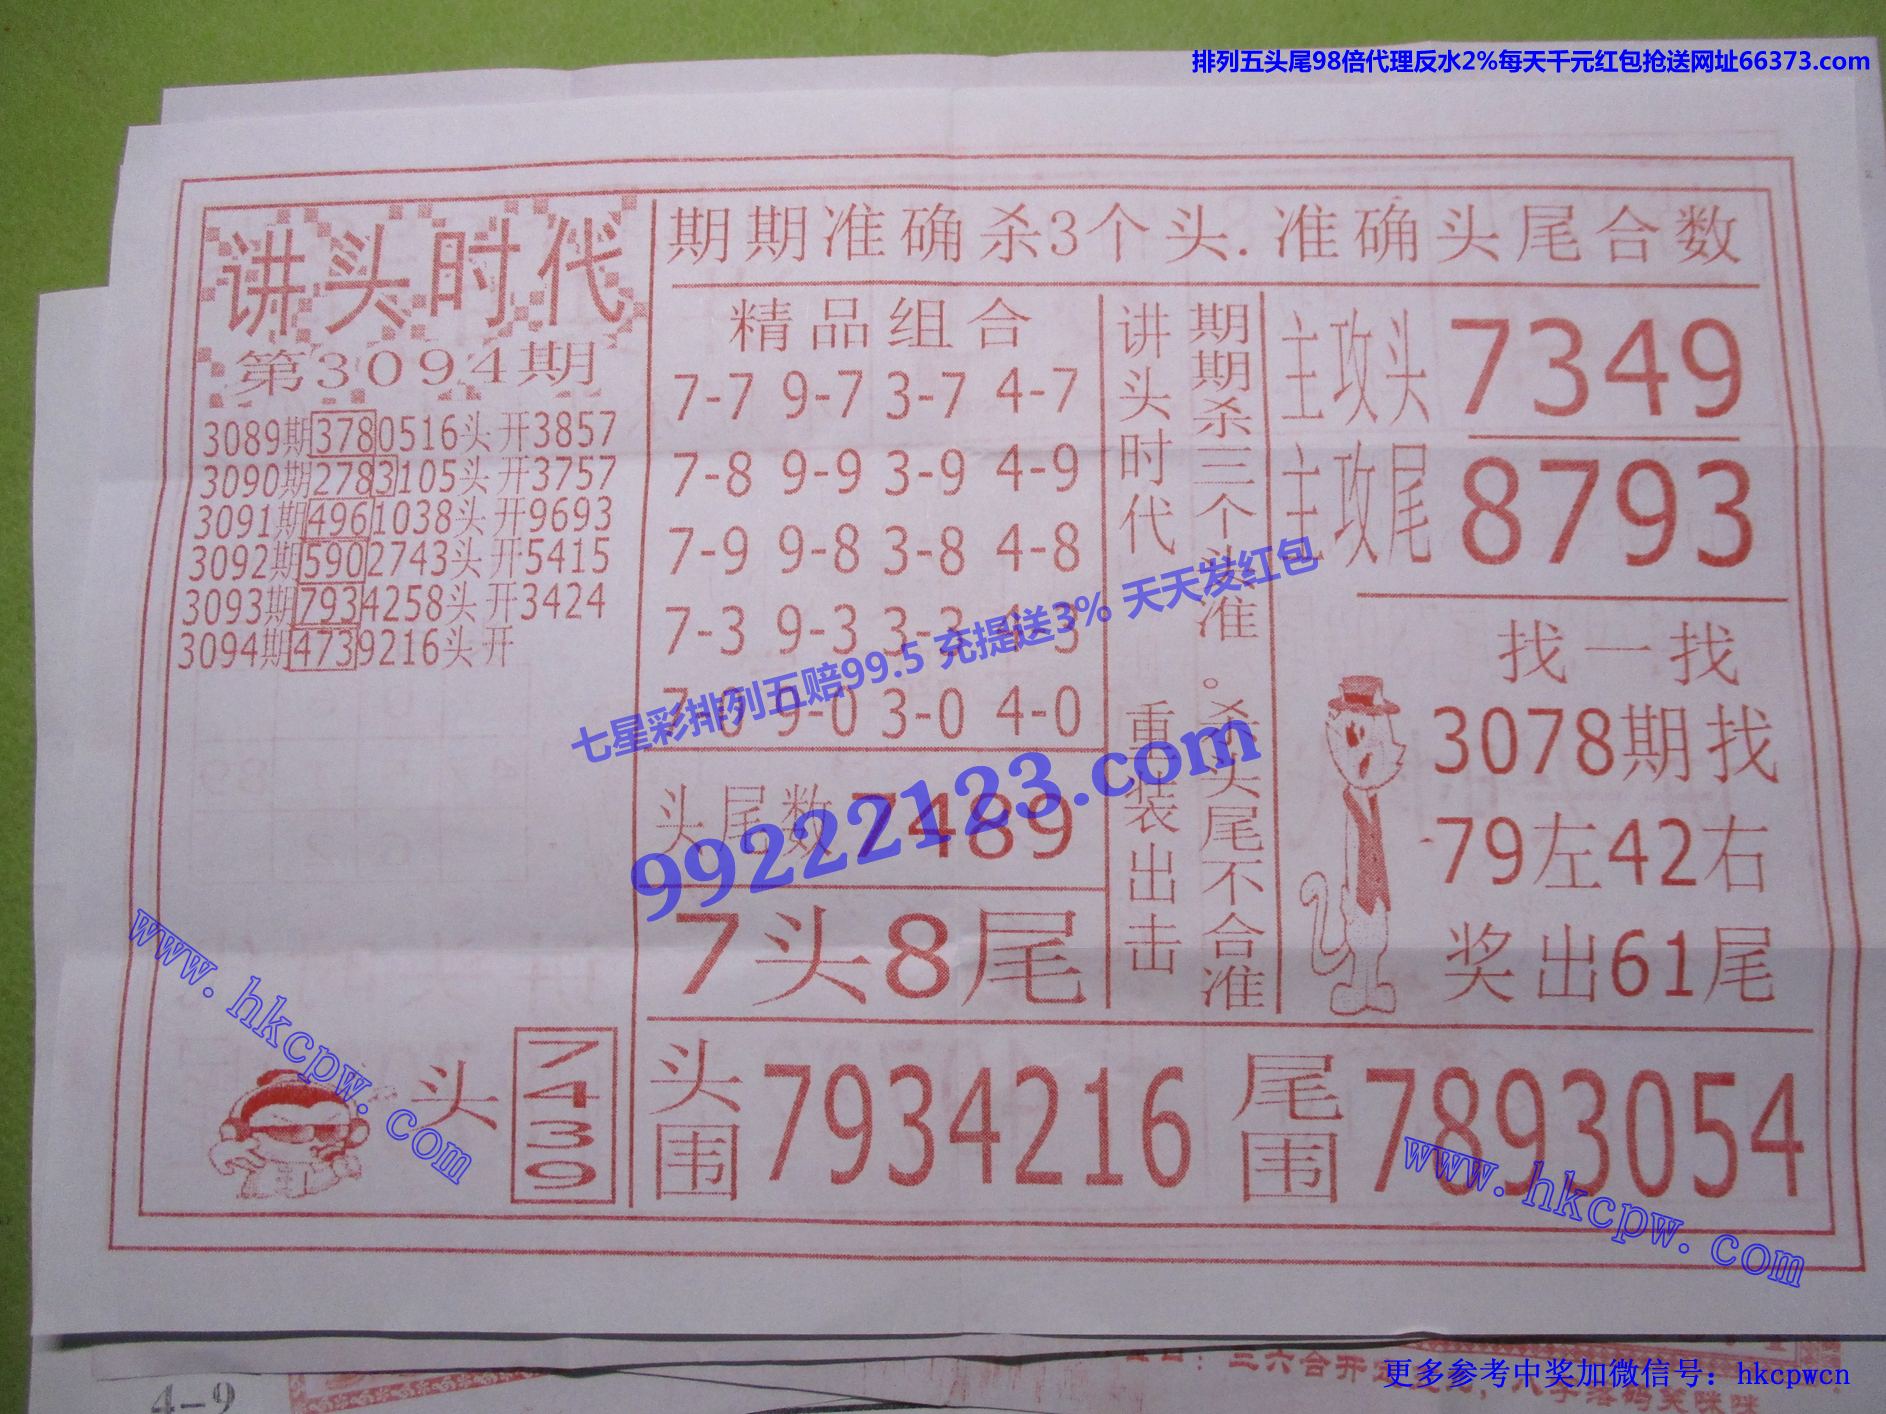 排列五头尾98倍代理反水2%每天千元红包抢送网址66373.com
讲头时代
第3094期
3089期3780516头开3857
3090期2783105头开3757
3091期4961038头开9693
3092期5902743头开5415
3093期7934258头开3424
3094期4739216头开
头
7439
期期准确杀3个头.准确头尾合数
精品组合
7-7 9-7 3-7 4-7
7-8 9-9 3-9 4-9
7-9 9-8 3-8 4-8
7-3 9-3 3-3 4-3
7-0 9-0 3-0 4-0
头尾数7489
7头8尾
期期杀三个头准。杀头尾不合准
讲头时代 重装出击
主攻头 7349
主攻尾 8793
找一找
3078期找
79左42右
奖出61尾
头围 7934216 尾围 7893054
七星彩排列五赔99.5 充提送3% 天天发红包
99222123.com
www.hkcpw.com
www.hkcpw.com
4-9
更多参考中奖加微信号：hkcpwcn